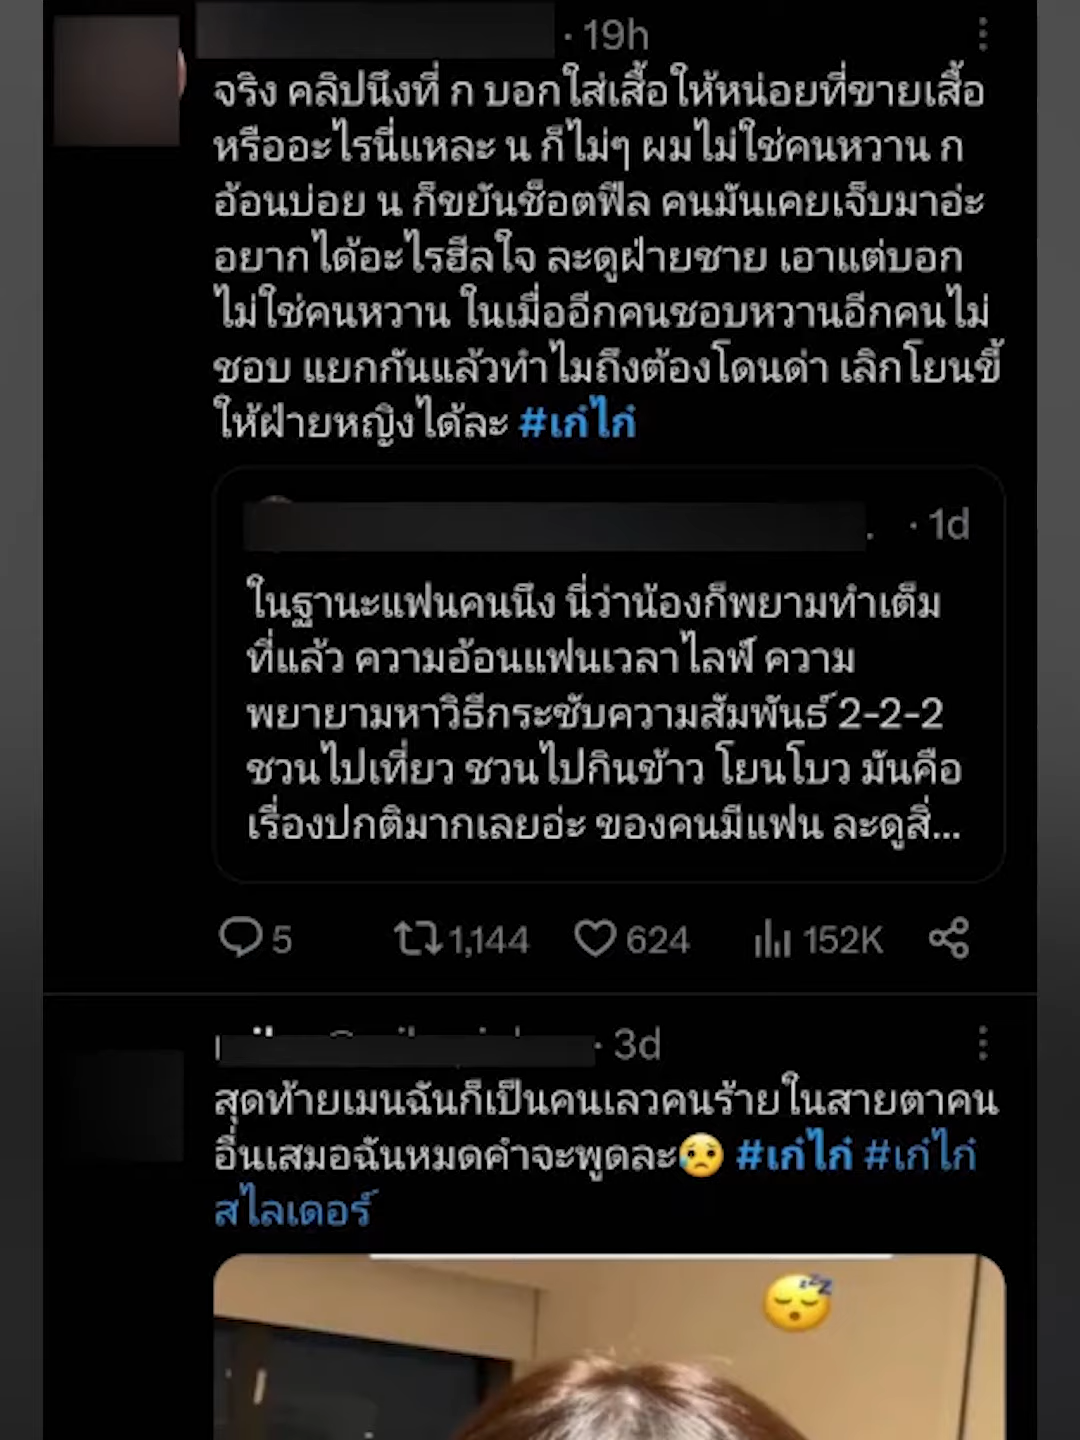 · 19h
จริง คลิปนึงที่ ก บอกใส่เสื้อให้หน่อยที่ขายเสื้อ
หรืออะไรนี่แหละ น ก็ไม่ๆ ผมไม่ใช่คนหวาน ก
อ้อนบ่อย น ก็ขยันช็อตฟีล คนมันเคยเจ็บมาอ่ะ
อยากได้อะไรฮีลใจ ละดูฝ่ายชาย เอาแต่บอก
ไม่ใช่คนหวาน ในเมื่ออีกคนชอบหวานอีกคนไม่
ชอบ แยกกันแล้วทำไมถึงต้องโดนด่า เลิกโยนขี้
ให้ฝ่ายหญิงได้ละ #เก๋ไก๋
· 1d
ในฐานะแฟนคนนึง นี่ว่าน้องก็พยามทำเต็ม
ที่แล้ว ความอ้อนแฟนเวลาไลฟ์ ความ
พยายามหาวิธีกระชับความสัมพันธ์ 2-2-2
ชวนไปเที่ยว ชวนไปกินข้าว โยนโบว มันคือ
เรื่องปกติมากเลยอ่ะ ของคนมีแฟน ละดูสิ่...
5 1,144 624 152K
· 3d
สุดท้ายเมนฉันก็เป็นคนเลวคนร้ายในสายตาคน
อื่นเสมอฉันหมดคำจะพูดละ😥 #เก๋ไก๋ #เก๋ไก๋
สไลเดอร์